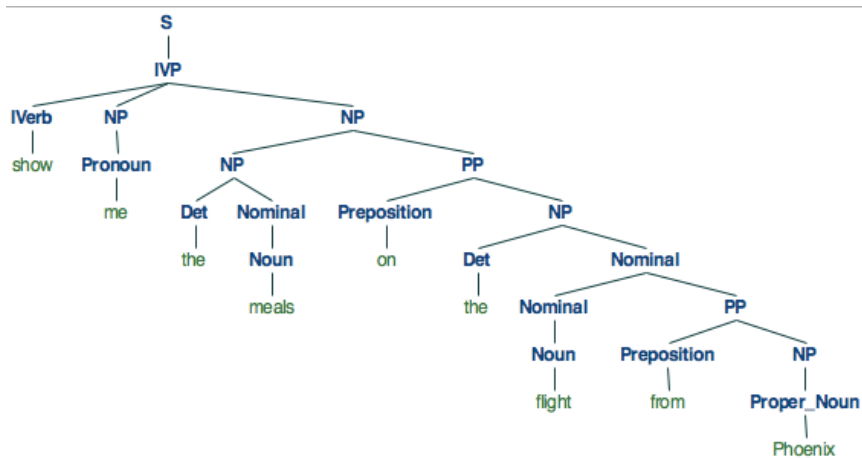 S
IVP
IVerb NP NP
show Pronoun NP PP
me Det Nominal Preposition NP
the Noun on Det Nominal
meals the Nominal PP
Noun Preposition NP
flight from Proper_Noun
Phoenix